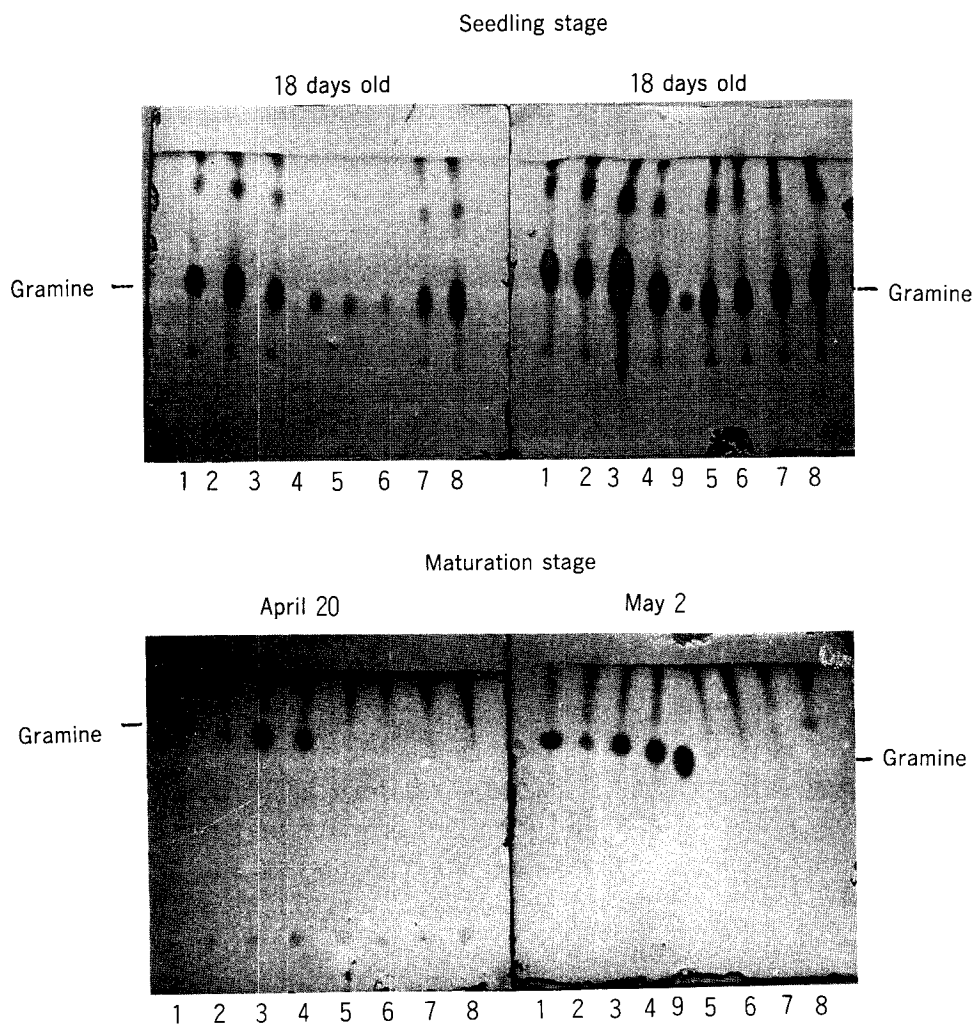 Seedling stage
18 days old 18 days old
Gramine Gramine
1 2 3 4 5 6 7 8 1 2 3 4 9 5 6 7 8
Maturation stage
April 20 May 2
Gramine Gramine
1 2 3 4 5 6 7 8 1 2 3 4 9 5 6 7 8